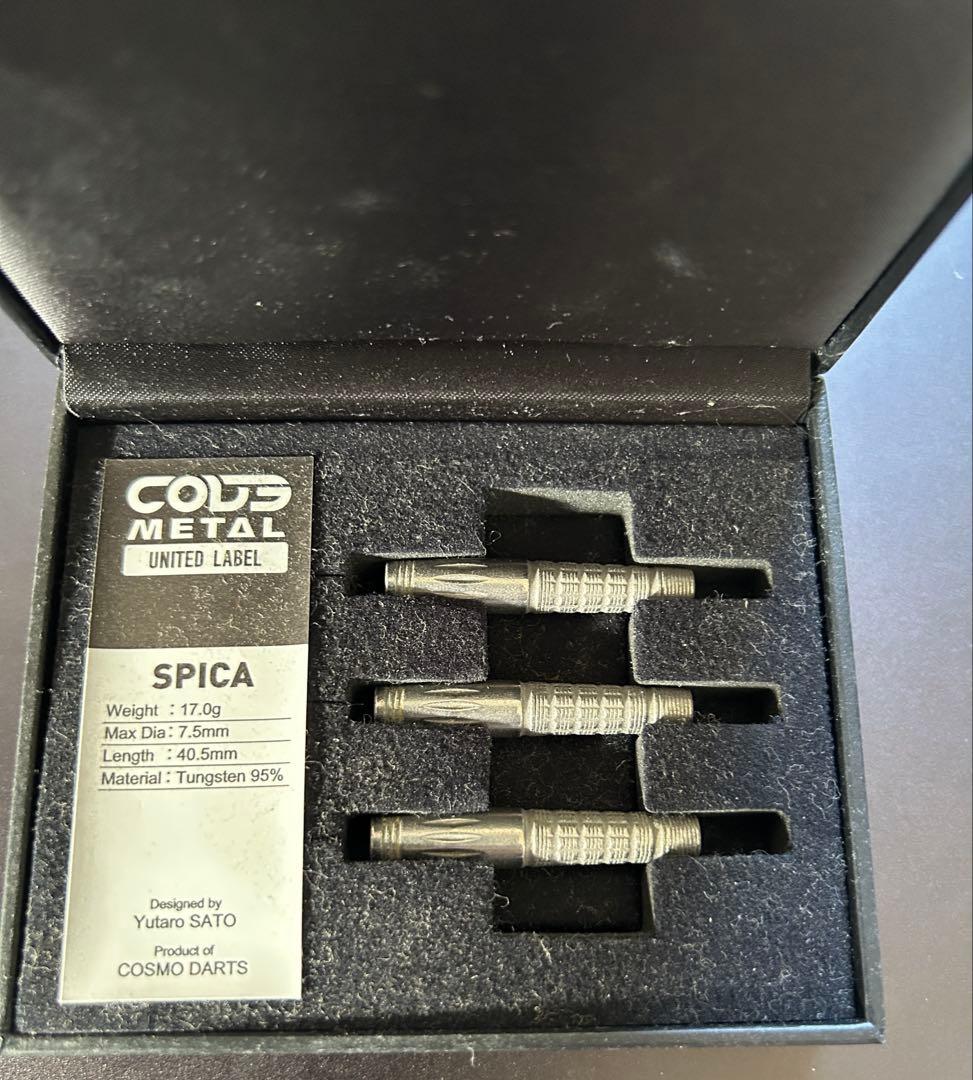 CODE
METAL
UNITED LABEL
SPICA
Weight : 17.0g
Max Dia : 7.5mm
Length : 40.5mm
Material : Tungsten 95%
Designed by
Yutaro SATO
Product of
COSMO DARTS